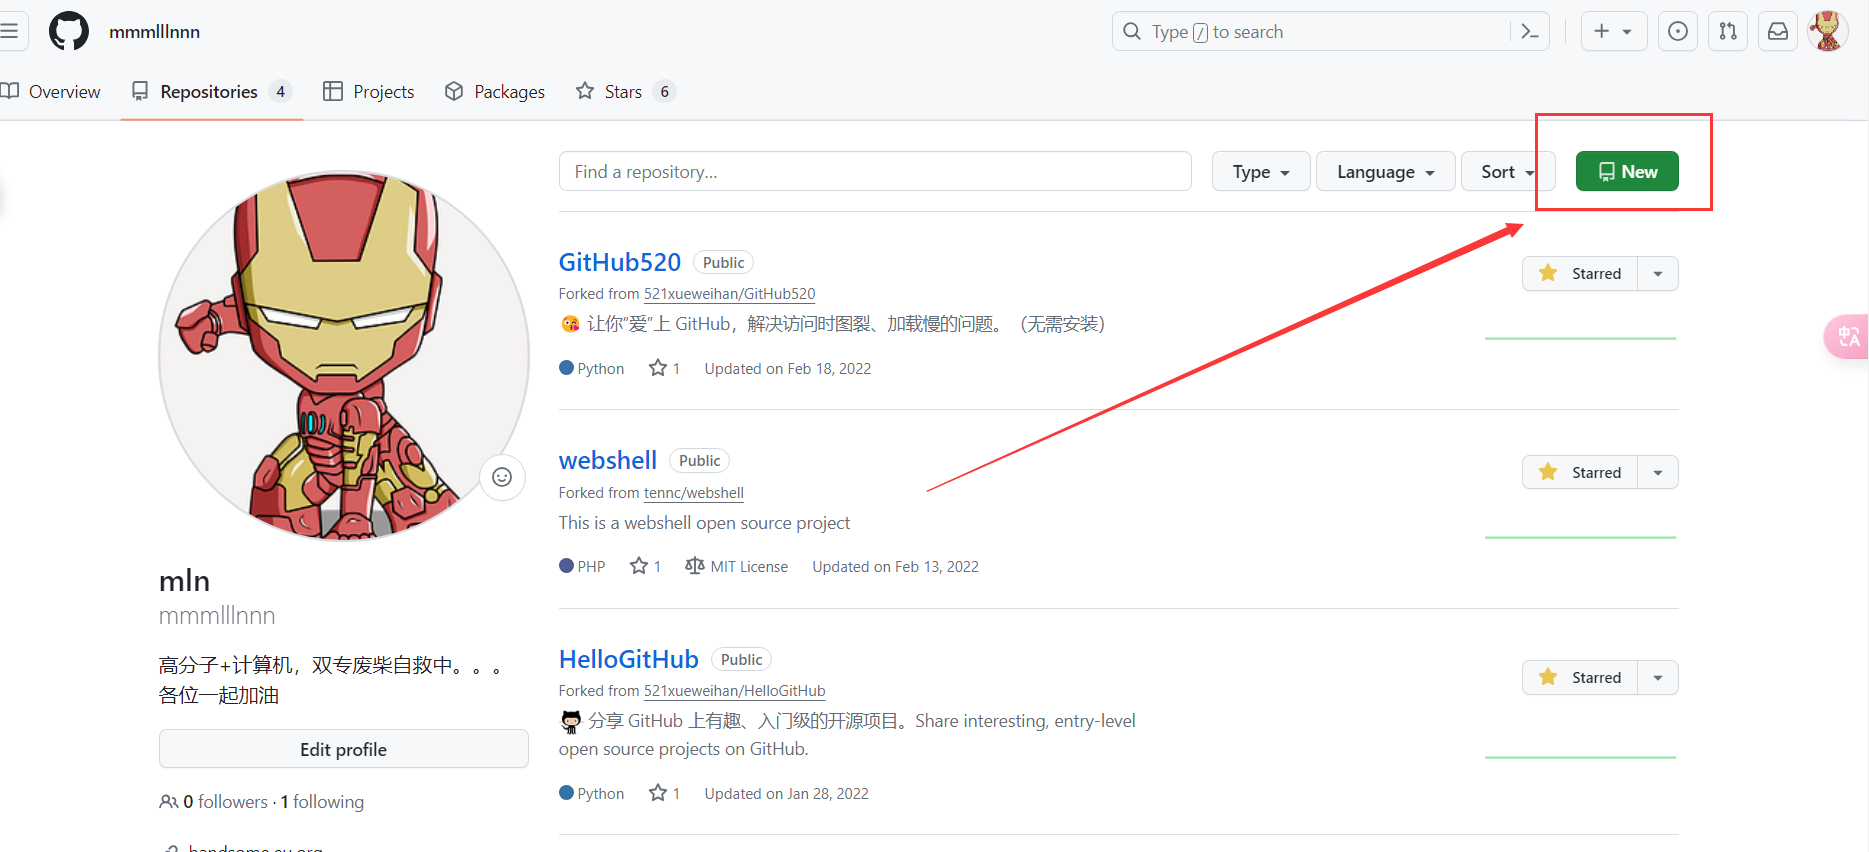 mmmlllnnn
Type / to search
Overview
Repositories 4
Projects
Packages
Stars 6
Find a repository...
Type
Language
Sort
New
GitHub520 Public
Forked from 521xueweihan/GitHub520
😘 让你“爱”上 GitHub，解决访问时图裂、加载慢的问题。（无需安装）
Python 1 Updated on Feb 18, 2022
Starred
webshell Public
Forked from tennc/webshell
This is a webshell open source project
PHP 1 MIT License Updated on Feb 13, 2022
Starred
HelloGitHub Public
Forked from 521xueweihan/HelloGitHub
分享 GitHub 上有趣、入门级的开源项目。Share interesting, entry-level
open source projects on GitHub.
Python 1 Updated on Jan 28, 2022
Starred
mln
mmmlllnnn
高分子+计算机，双专废柴自救中。。。
各位一起加油
Edit profile
0 followers · 1 following
handsome.eu.org
中A